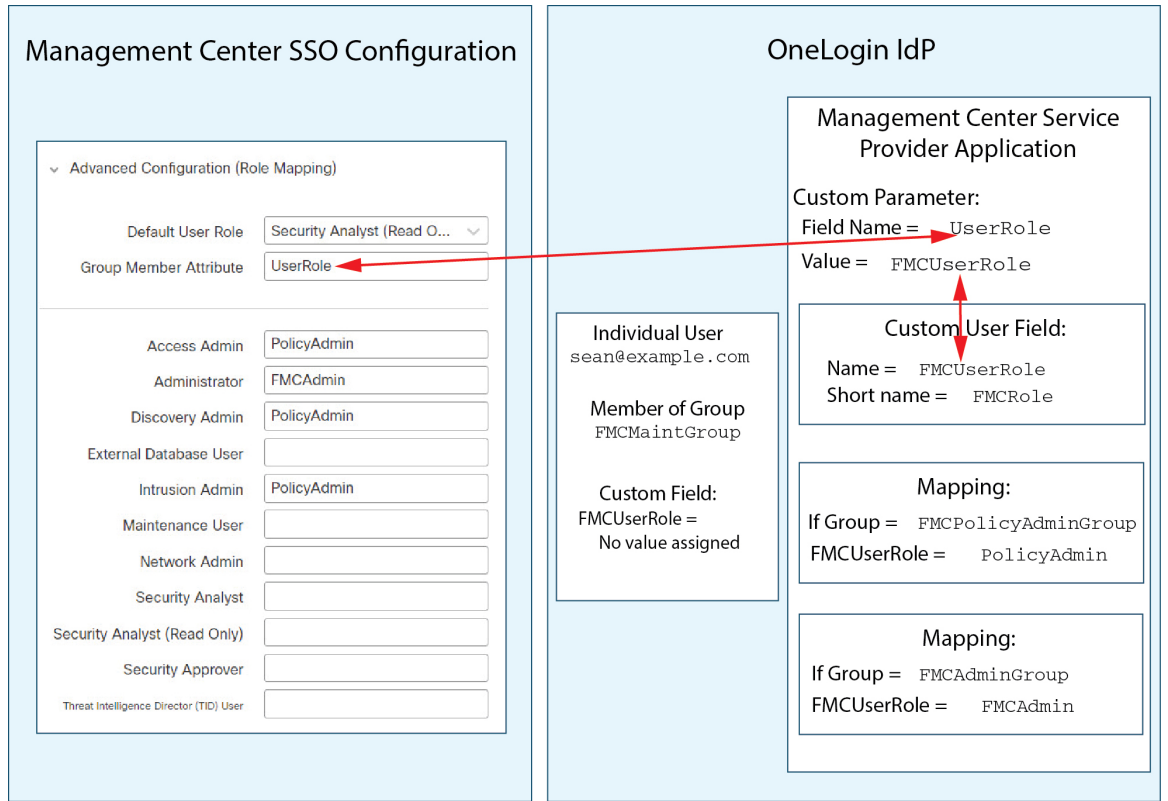 Management Center SSO Configuration
Advanced Configuration (Role Mapping)
Default User Role Security Analyst (Read O...
Group Member Attribute UserRole
Access Admin PolicyAdmin
Administrator FMCAdmin
Discovery Admin PolicyAdmin
External Database User
Intrusion Admin PolicyAdmin
Maintenance User
Network Admin
Security Analyst
Security Analyst (Read Only)
Security Approver
Threat Intelligence Director (TID) User
OneLogin IdP
Individual User
sean@example.com
Member of Group
FMCMaintGroup
Custom Field:
FMCUserRole =
No value assigned
Management Center Service
Provider Application
Custom Parameter:
Field Name = UserRole
Value = FMCUserRole
Custom User Field:
Name = FMCUserRole
Short name = FMCRole
Mapping:
If Group = FMCPolicyAdminGroup
FMCUserRole = PolicyAdmin
Mapping:
If Group = FMCAdminGroup
FMCUserRole = FMCAdmin